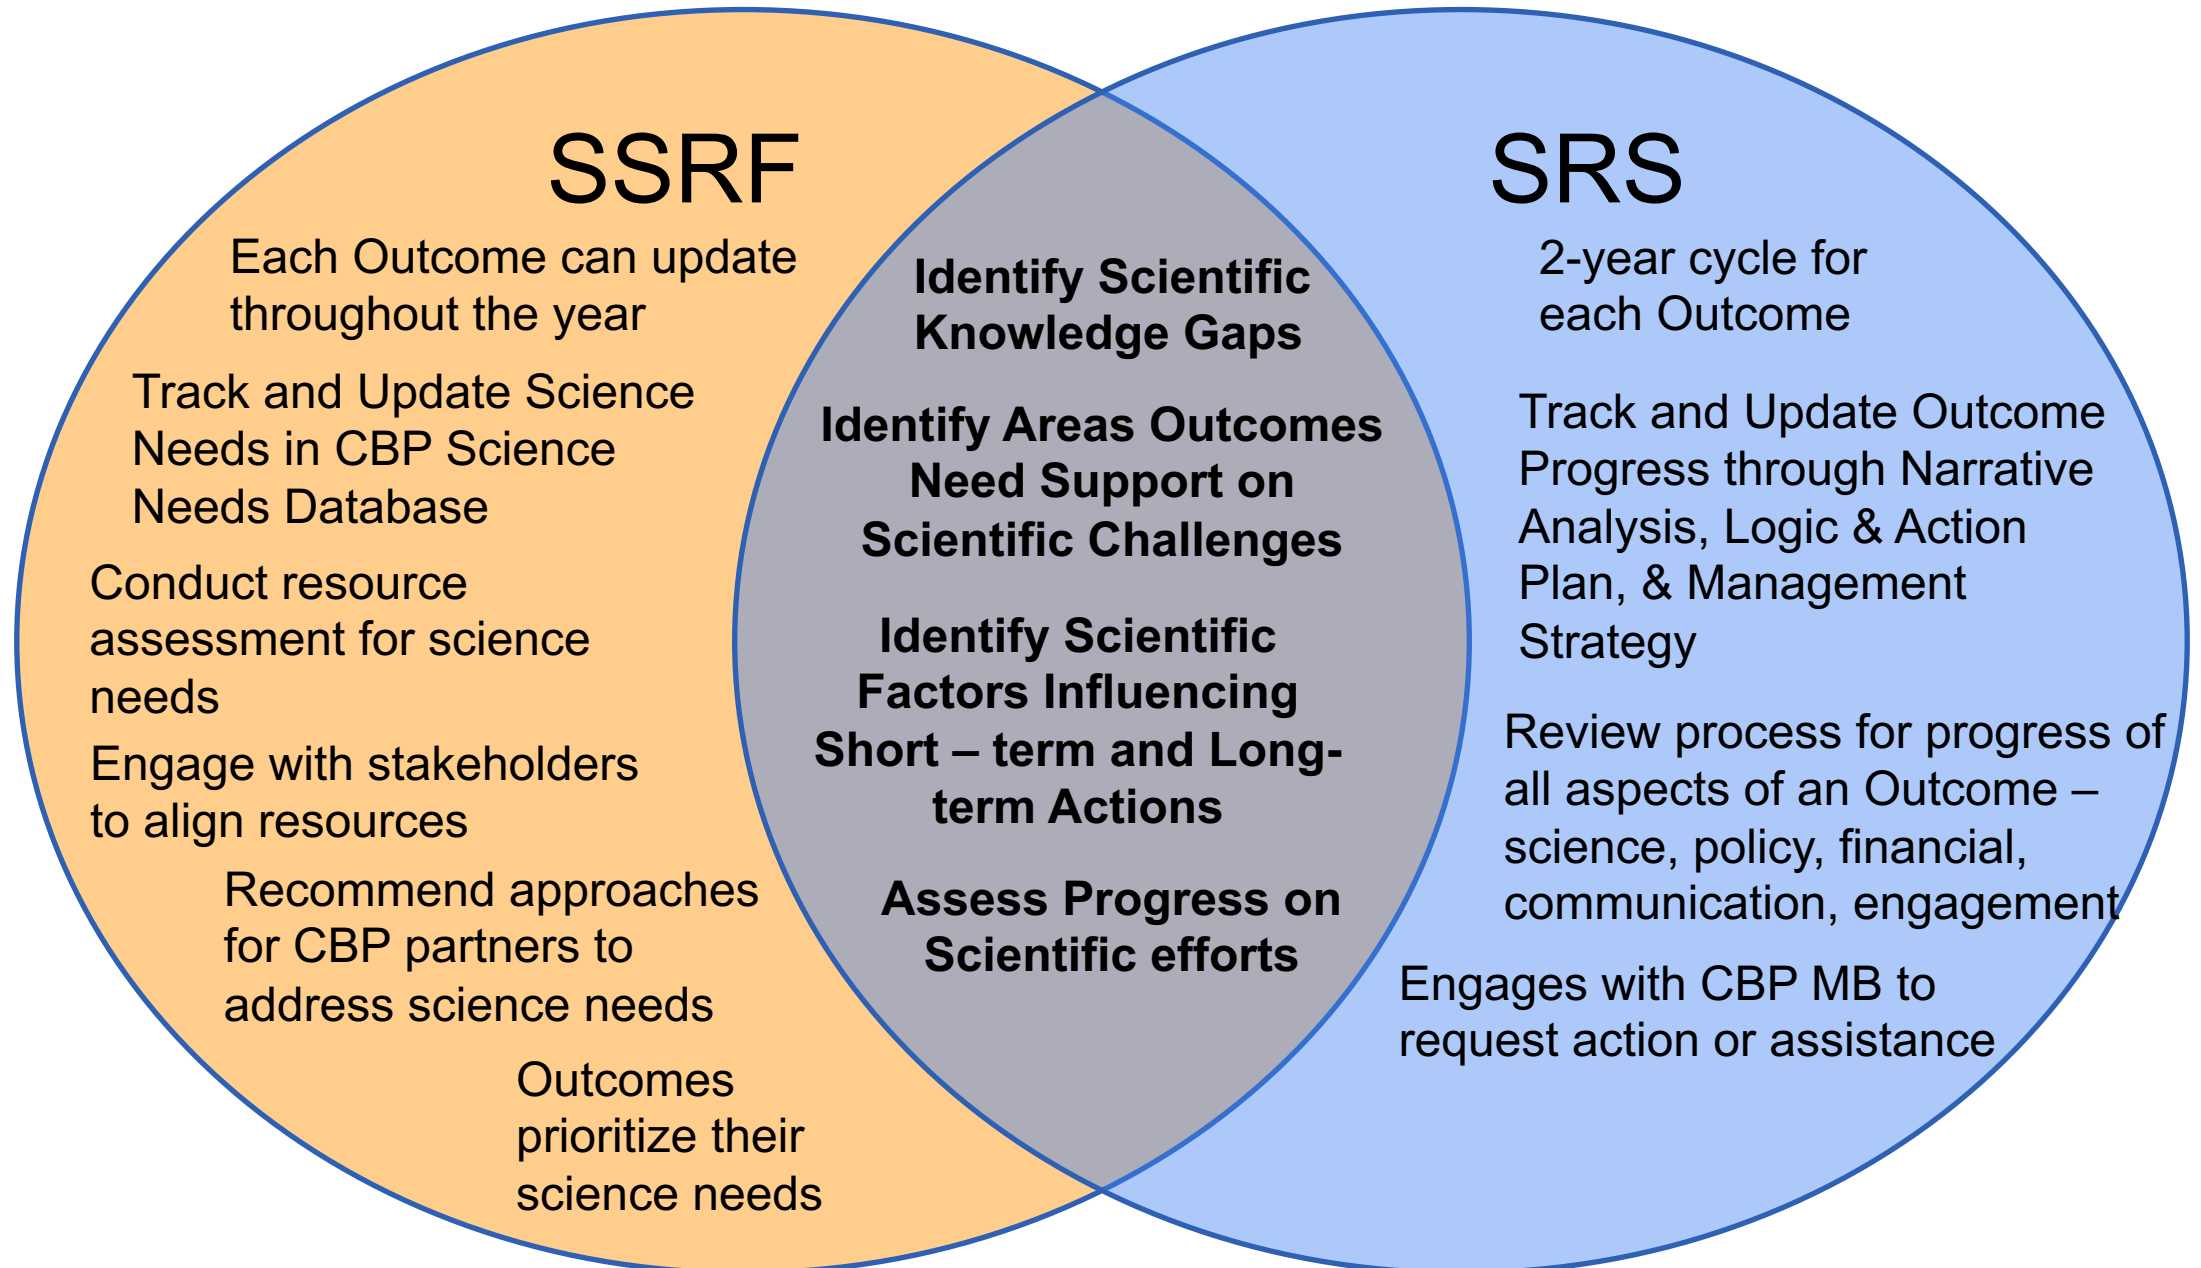 SSRF
Each Outcome can update
throughout the year
Track and Update Science
Needs in CBP Science
Needs Database
Conduct resource
assessment for science
needs
Engage with stakeholders
to align resources
Recommend approaches
for CBP partners to
address science needs
Outcomes
prioritize their
science needs
Identify Scientific
Knowledge Gaps
Identify Areas Outcomes
Need Support on
Scientific Challenges
Identify Scientific
Factors Influencing
Short – term and Long-
term Actions
Assess Progress on
Scientific efforts
SRS
2-year cycle for
each Outcome
Track and Update Outcome
Progress through Narrative
Analysis, Logic & Action
Plan, & Management
Strategy
Review process for progress of
all aspects of an Outcome –
science, policy, financial,
communication, engagement
Engages with CBP MB to
request action or assistance